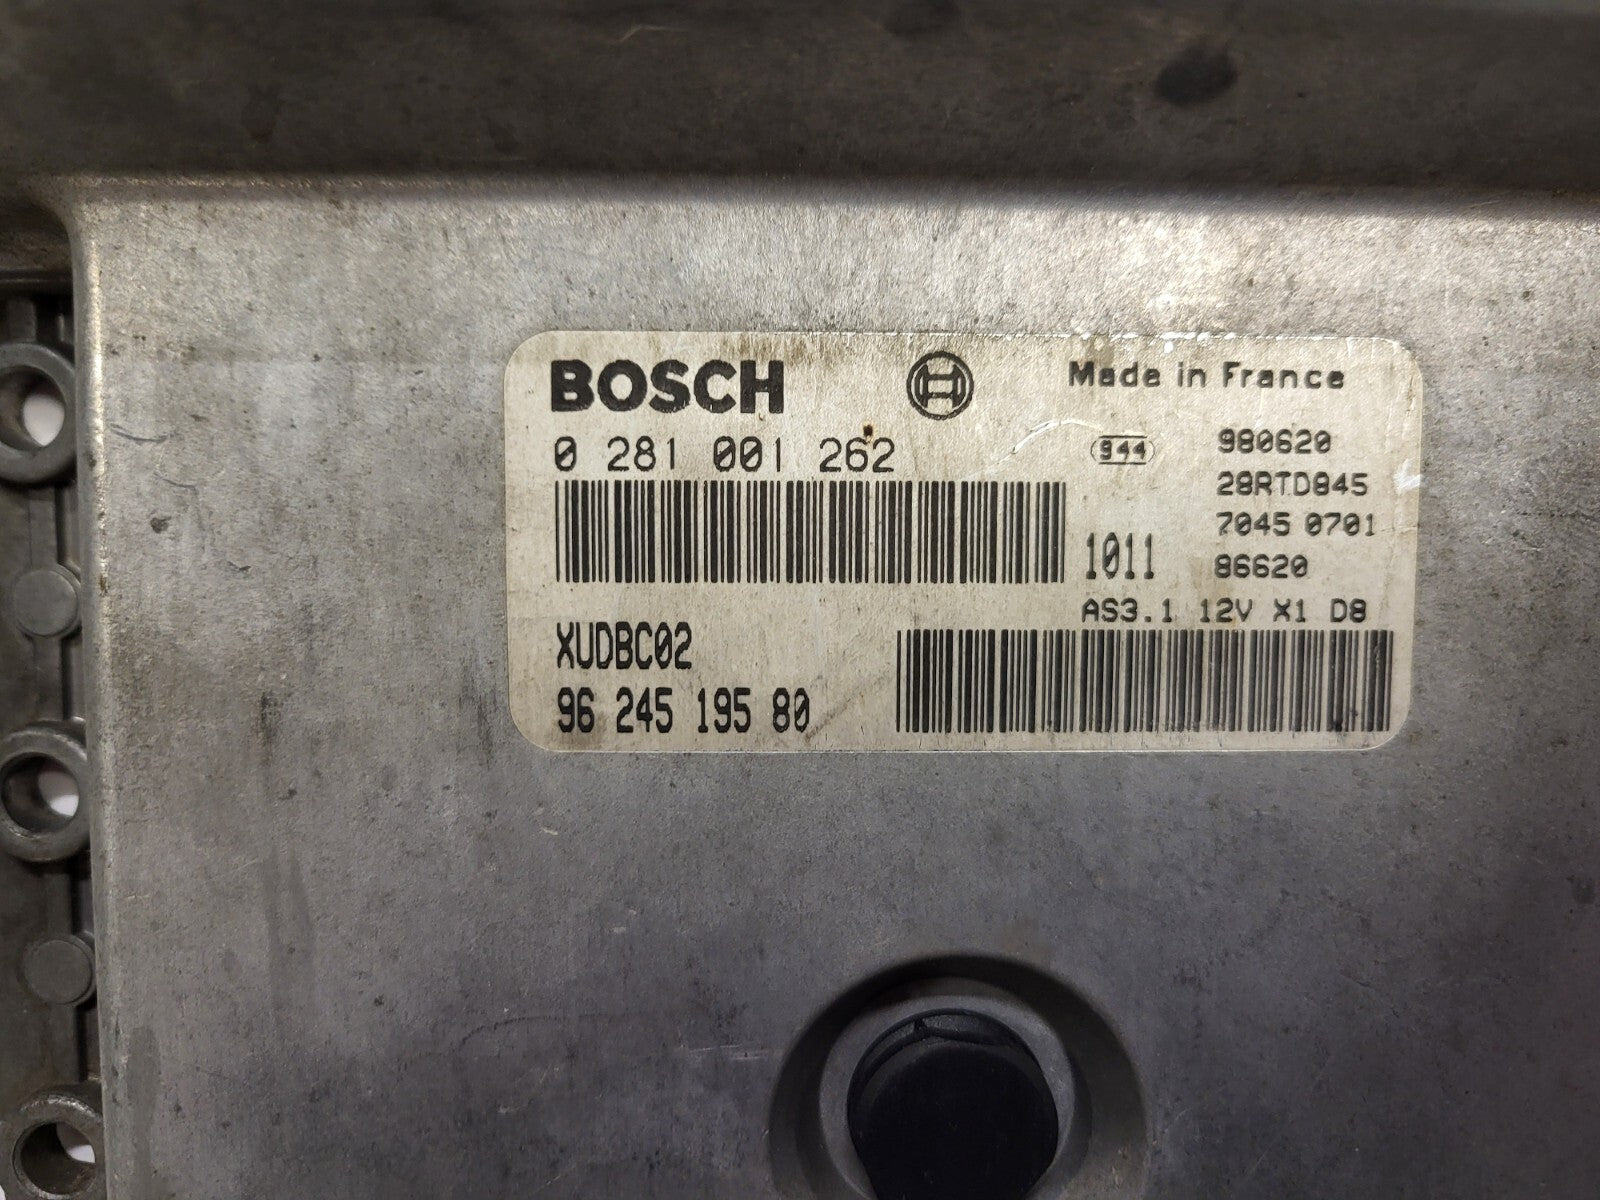 BOSCH
Made in France
0 281 001 262
944
980620
28RTD845
7045 0701
1011
86620
AS3.1 12V X1 D8
XUDBC02
96 245 195 80